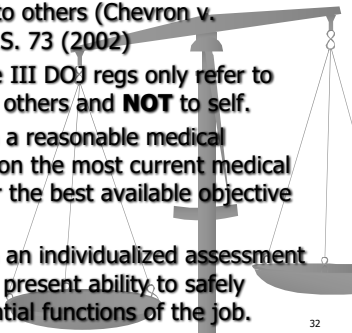 to others (Chevron v.
S. 73 (2002)
III DOJ regs only refer to
others and NOT to self.
a reasonable medical
on the most current medical
the best available objective
an individualized assessment
present ability to safely
functions of the job.
32